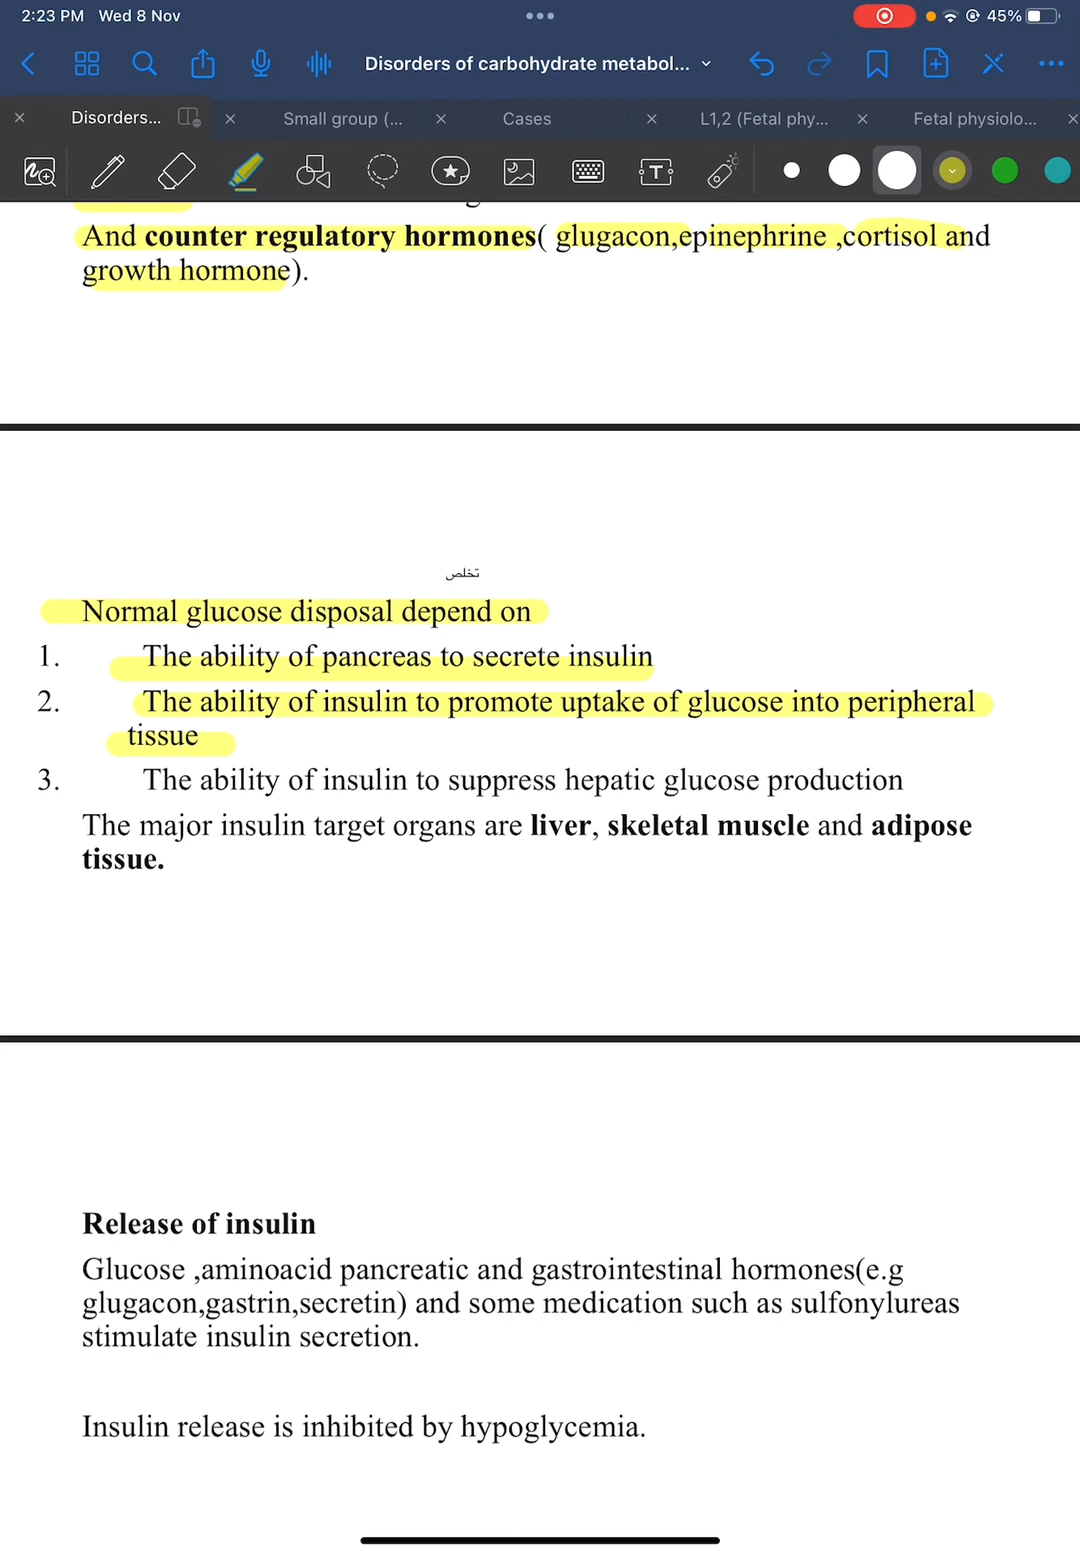 2:23 PM Wed 8 Nov
45%
Disorders of carbohydrate metabol...
Disorders...
Small group (...
Cases
L1,2 (Fetal phy...
Fetal physiolo...
And counter regulatory hormones( glugacon,epinephrine ,cortisol and
growth hormone).
تخلص
Normal glucose disposal depend on
1. The ability of pancreas to secrete insulin
2. The ability of insulin to promote uptake of glucose into peripheral
tissue
3. The ability of insulin to suppress hepatic glucose production
The major insulin target organs are liver, skeletal muscle and adipose
tissue.
Release of insulin
Glucose ,aminoacid pancreatic and gastrointestinal hormones(e.g
glugacon,gastrin,secretin) and some medication such as sulfonylureas
stimulate insulin secretion.
Insulin release is inhibited by hypoglycemia.